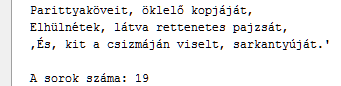 Parittyaköveit, öklelő kopjáját,
Elhülnétek, látva rettenetes pajzsát,
,És, kit a csizmáján viselt, sarkantyúját.'
A sorok száma: 19